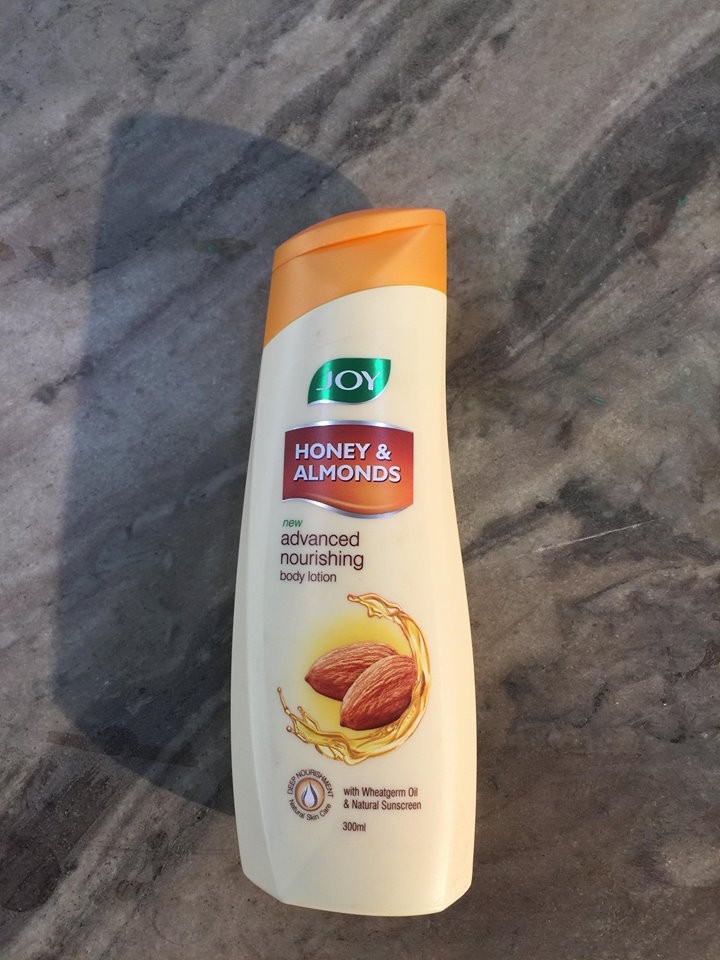 JOY
HONEY &
ALMONDS
new
advanced
nourishing
body lotion
DEEP NOURISHMENT
Natural Skin Care
with Wheatgerm Oil
& Natural Sunscreen
300ml